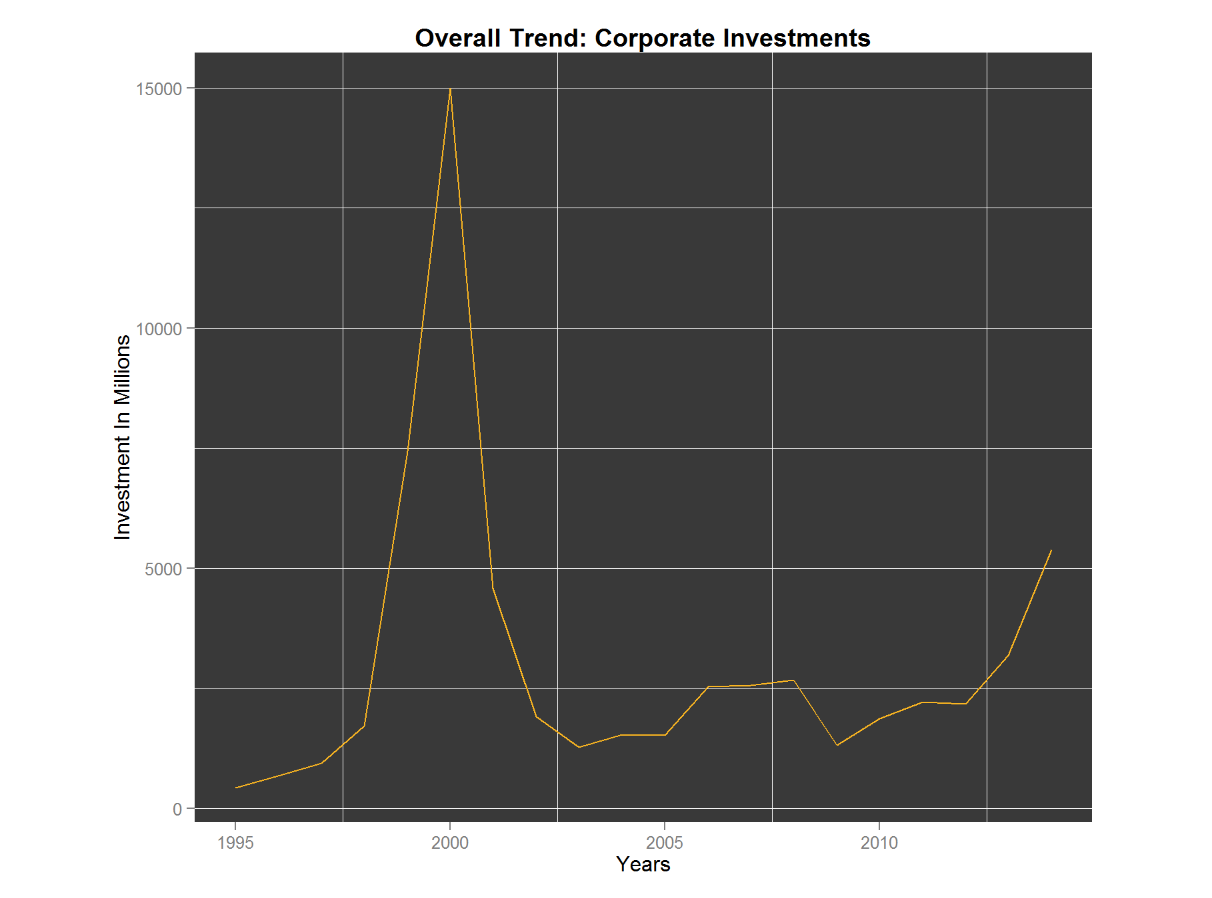 Overall Trend: Corporate Investments
15000
10000
5000
0
Investment In Millions
1995 2000 2005 2010
Years